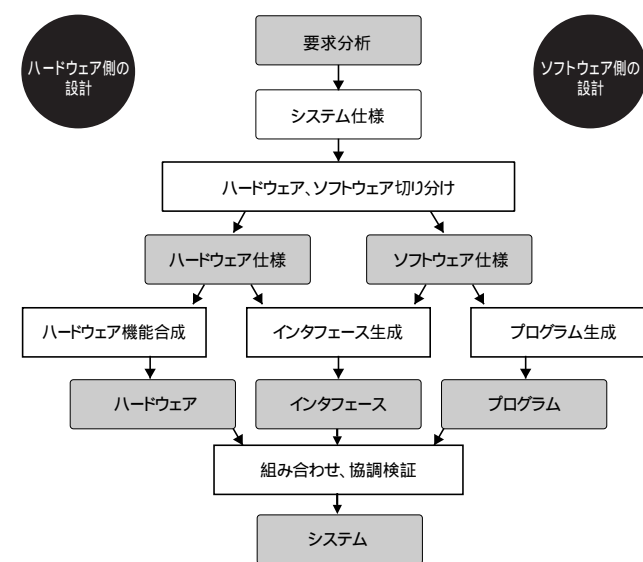 ハードウェア側の
設計
要求分析
ソフトウェア側の
設計
システム仕様
ハードウェア、ソフトウェア切り分け
ハードウェア仕様
ソフトウェア仕様
ハードウェア機能合成
インタフェース生成
プログラム生成
ハードウェア
インタフェース
プログラム
組み合わせ、協調検証
システム